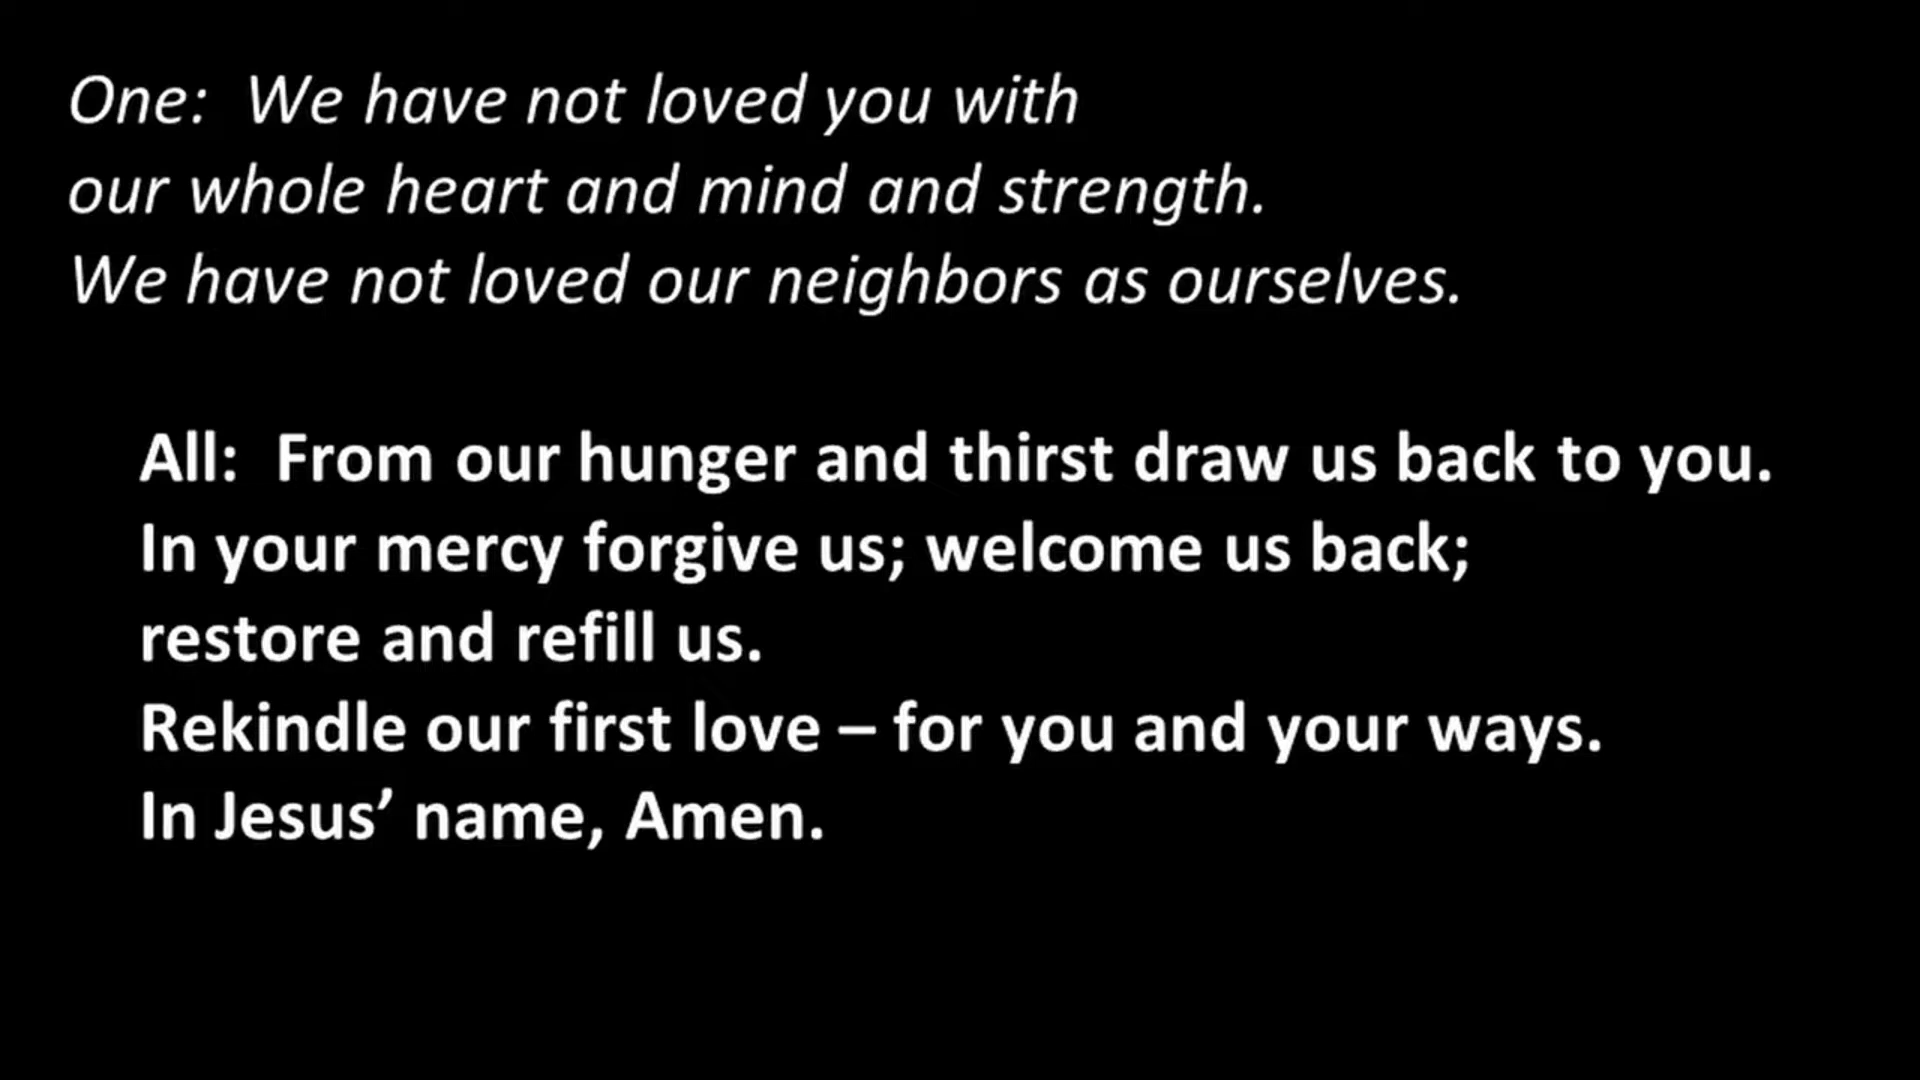 One:  We have not loved you with
our whole heart and mind and strength.
We have not loved our neighbors as ourselves.
All:  From our hunger and thirst draw us back to you.
In your mercy forgive us; welcome us back;
restore and refill us.
Rekindle our first love – for you and your ways.
In Jesus’ name, Amen.